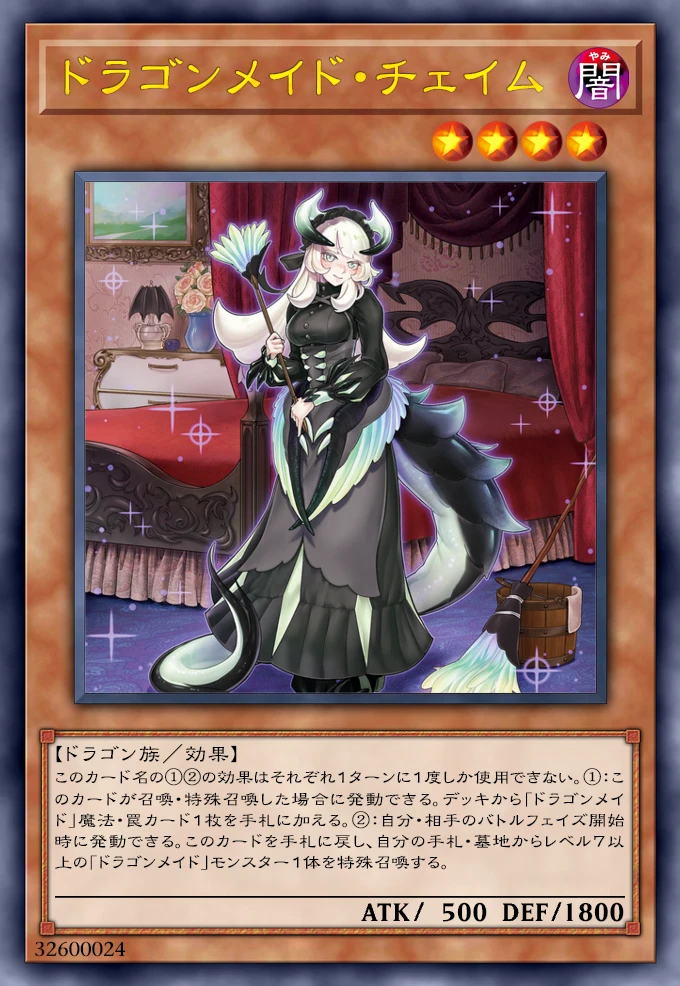 ドラゴンメイド・チェイム
やみ
闇
【ドラゴン族／効果】
このカード名の①②の効果はそれぞれ1ターンに1度しか使用できない。①：こ
のカードが召喚・特殊召喚した場合に発動できる。デッキから「ドラゴンメイ
ド」魔法・罠カード1枚を手札に加える。②：自分・相手のバトルフェイズ開始
時に発動できる。このカードを手札に戻し、自分の手札・墓地からレベル7以
上の「ドラゴンメイド」モンスター1体を特殊召喚する。
ATK/ 500 DEF/1800
32600024